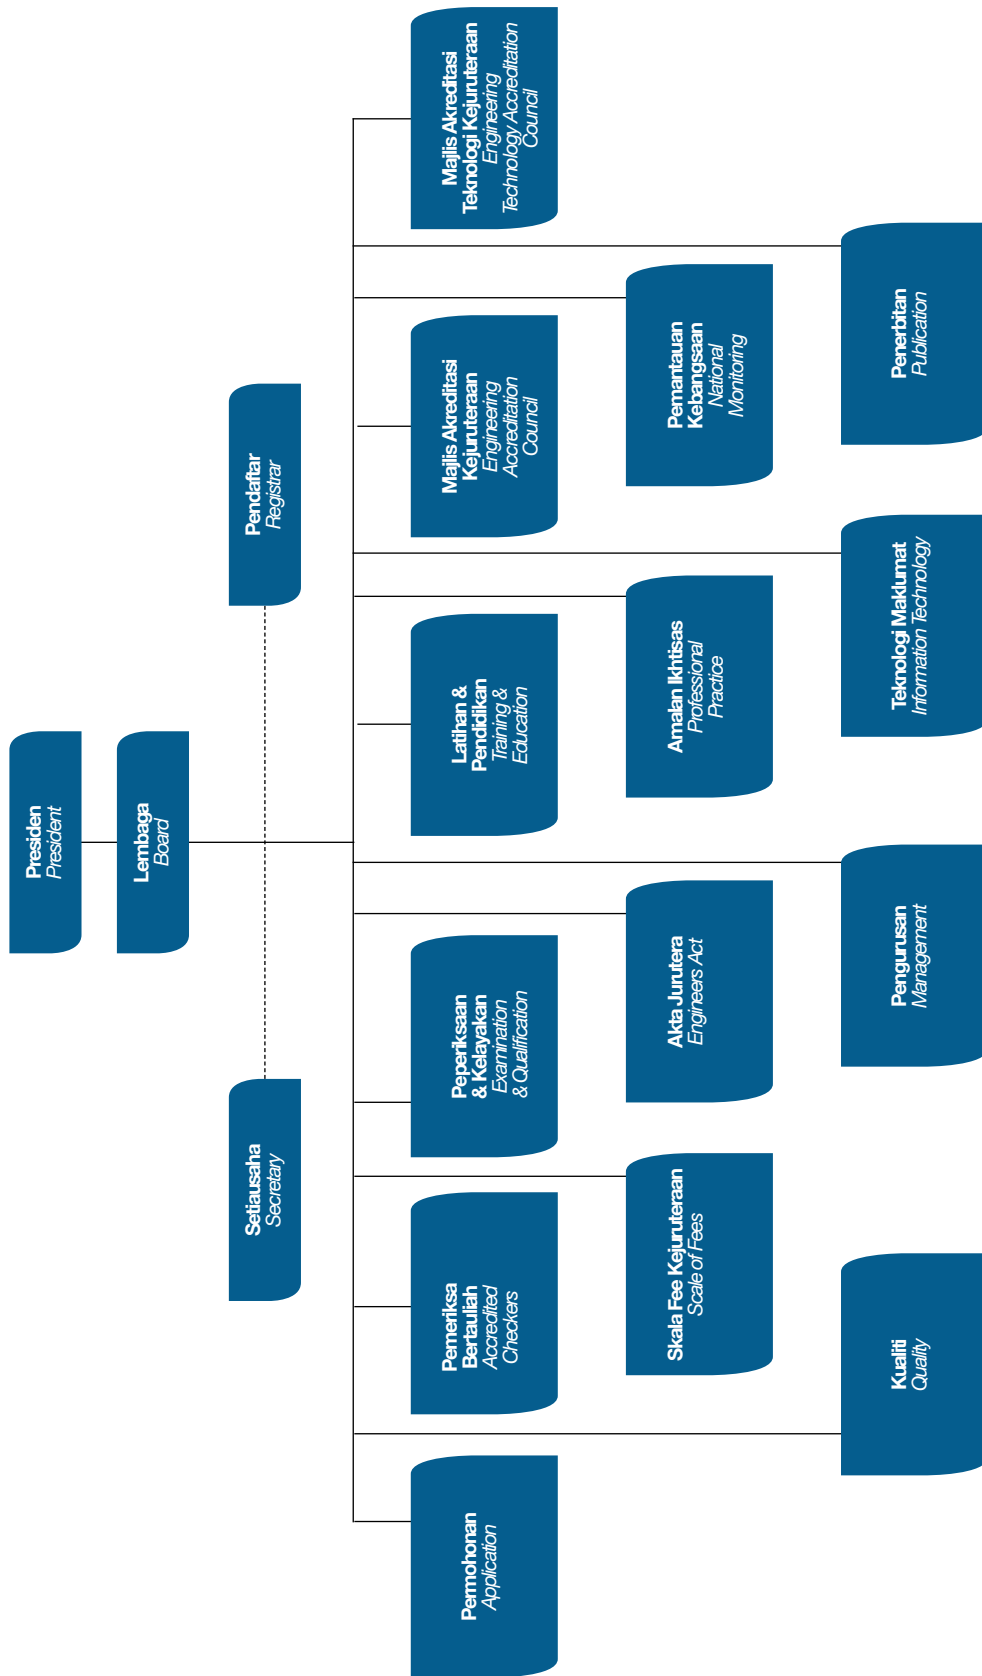 Presiden
President
Lembaga
Board
Setiausaha
Secretary
Pendaftar
Registrar
Permohonan
Application
Pemeriksa
Bertauliah
Accredited
Checkers
Peperiksaan
& Kelayakan
Examination
& Qualification
Latihan &
Pendidikan
Training &
Education
Majlis Akreditasi
Kejuruteraan
Engineering
Accreditation
Council
Majlis Akreditasi
Teknologi Kejuruteraan
Engineering
Technology Accreditation
Council
Skala Fee Kejuruteraan
Scale of Fees
Akta Jurutera
Engineers Act
Amalan Ikhtisas
Professional
Practice
Pemantauan
Kebangsaan
National
Monitoring
Kualiti
Quality
Pengurusan
Management
Teknologi Maklumat
Information Technology
Penerbitan
Publication